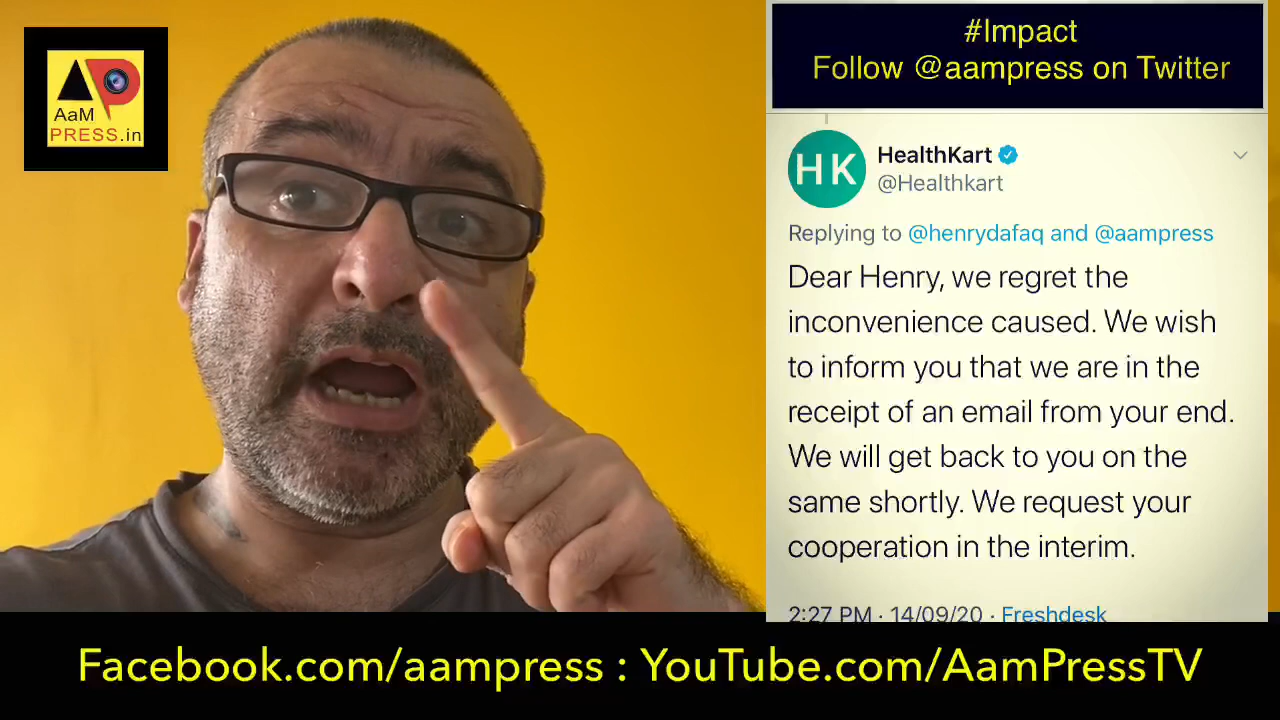 AP
AaM
PRESS.in
#Impact
Follow @aampress on Twitter
HK
HealthKart
@Healthkart
Replying to @henrydafaq and @aampress
Dear Henry, we regret the
inconvenience caused. We wish
to inform you that we are in the
receipt of an email from your end.
We will get back to you on the
same shortly. We request your
cooperation in the interim.
2:27 PM · 14/09/20 · Freshdesk
Facebook.com/aampress : YouTube.com/AamPressTV